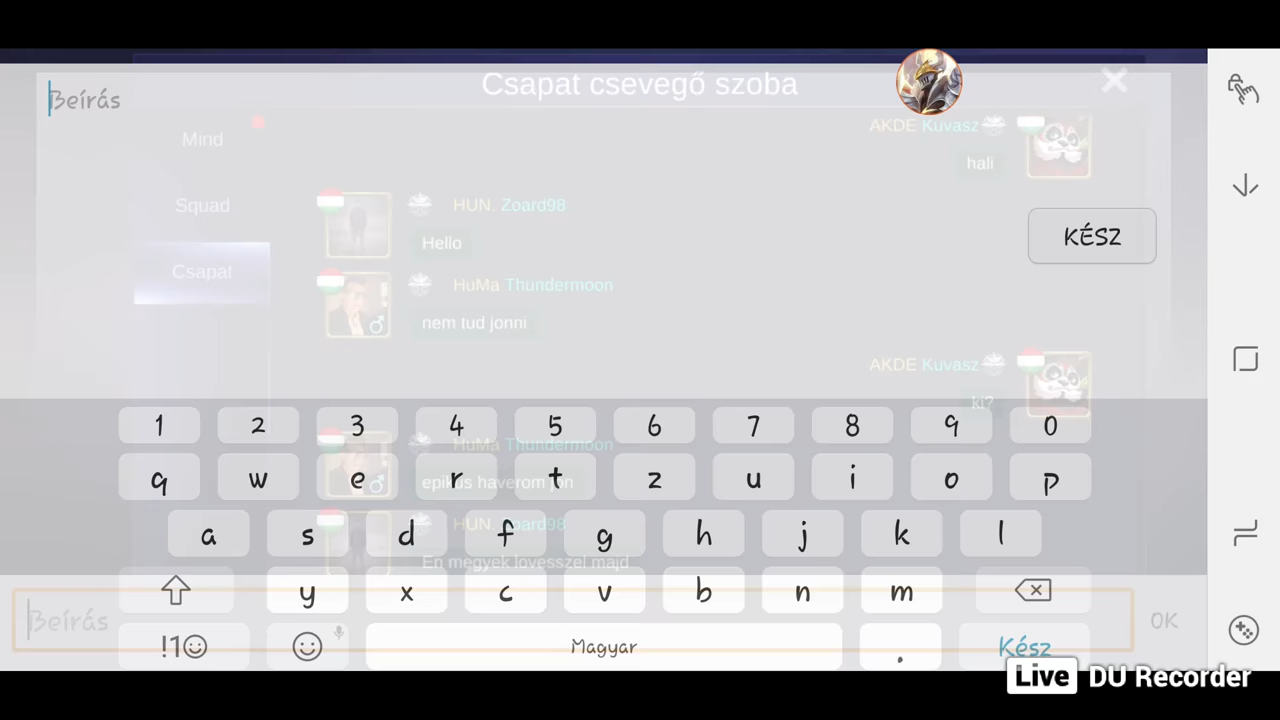 Csapat csevegő szoba
Beírás
Mind
AKDE Kuvasz
hali
Squad
HUN. Zoard98
Hello
KÉSZ
Csapat
HuMa Thundermoon
nem tud jonni
AKDE Kuvasz
ki?
1 2 3 4 5 6 7 8 9 0
HuMa Thundermoon
q w e r t z u i o p
haverom jön
HUN. Zoard98
a s d f g h j k l
En megyek lovesszel majd
y x c v b n m
Beírás
OK
!1 Magyar . Kész
Live DU Recorder